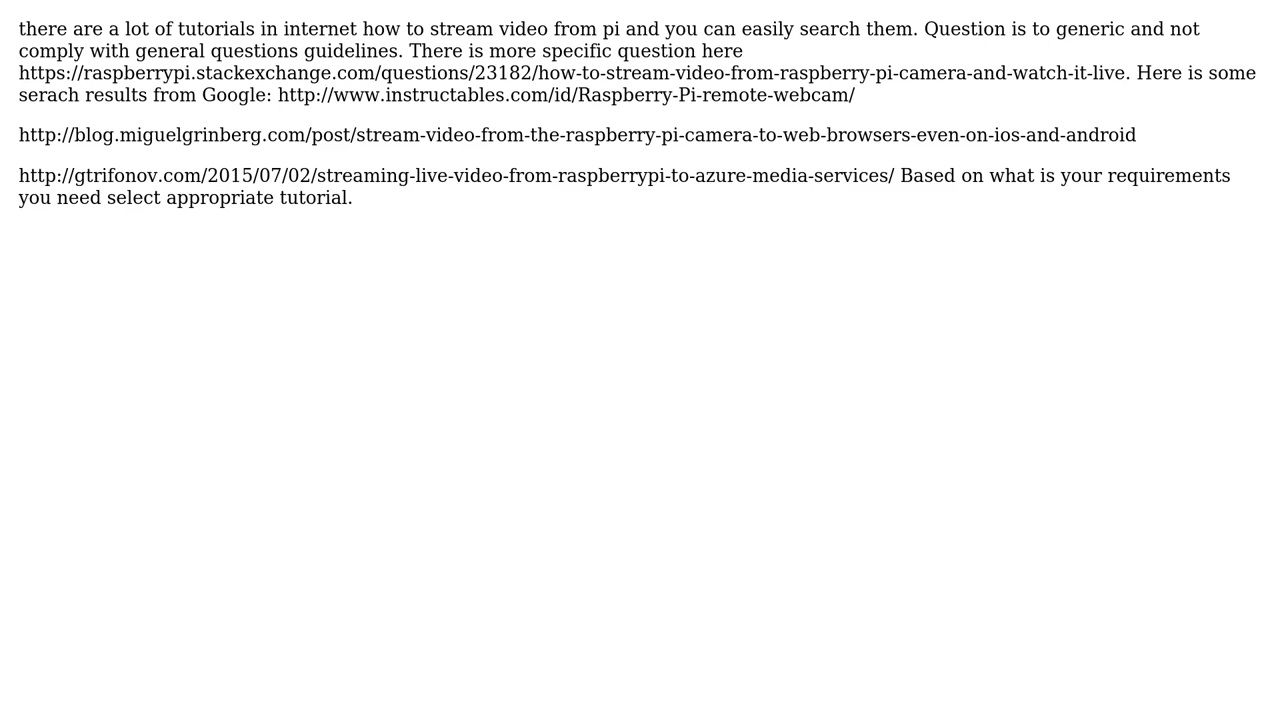 there are a lot of tutorials in internet how to stream video from pi and you can easily search them. Question is to generic and not
comply with general questions guidelines. There is more specific question here
https://raspberrypi.stackexchange.com/questions/23182/how-to-stream-video-from-raspberry-pi-camera-and-watch-it-live. Here is some
serach results from Google: http://www.instructables.com/id/Raspberry-Pi-remote-webcam/
http://blog.miguelgrinberg.com/post/stream-video-from-the-raspberry-pi-camera-to-web-browsers-even-on-ios-and-android
http://gtrifonov.com/2015/07/02/streaming-live-video-from-raspberrypi-to-azure-media-services/ Based on what is your requirements
you need select appropriate tutorial.